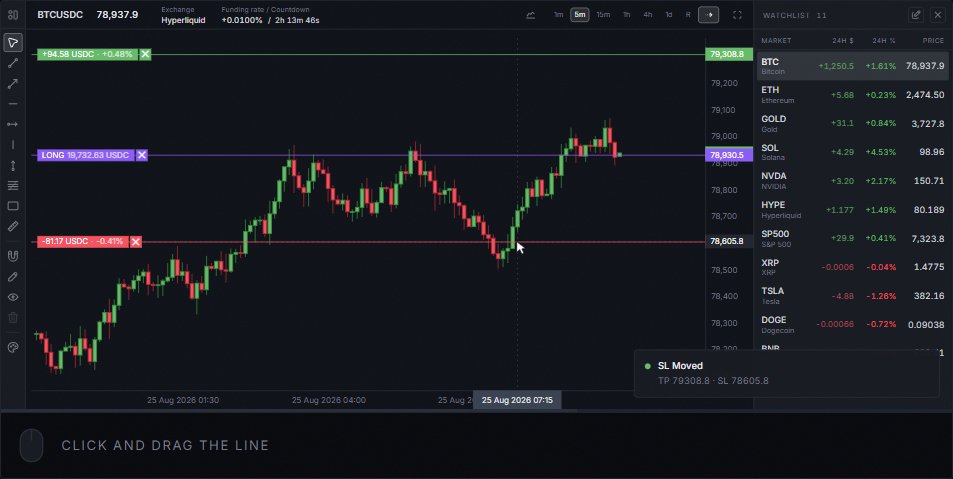 BTCUSDC 78,937.9
Exchange
Hyperliquid
Funding rate / Countdown
+0.0100% / 2h 13m 46s
1m 5m 15m 1h 4h 1d R
WATCHLIST 11
MARKET 24H $ 24H % PRICE
BTC +1,250.5 +1.61% 78,937.9
Bitcoin
ETH +5.68 +0.23% 2,474.50
Ethereum
GOLD +31.1 +0.84% 3,727.8
Gold
SOL +4.29 +4.53% 98.96
Solana
NVDA +3.20 +2.17% 150.71
NVIDIA
HYPE +1.177 +1.49% 80.189
Hyperliquid
SP500 +29.9 +0.41% 7,323.8
S&P 500
XRP -0.0006 -0.04% 1.4775
XRP
TSLA -4.88 -1.26% 382.16
Tesla
DOGE -0.00066 -0.72% 0.09038
Dogecoin
+94.58 USDC · +0.48%
79,308.8
79,200
79,100
79,000
LONG 19,732.63 USDC
78,930.5
78,800
78,700
-81.17 USDC · -0.41%
78,605.8
78,500
78,400
78,300
25 Aug 2026 01:30
25 Aug 2026 04:00
25 Aug 2026 07:15
SL Moved
TP 79308.8 · SL 78605.8
CLICK AND DRAG THE LINE